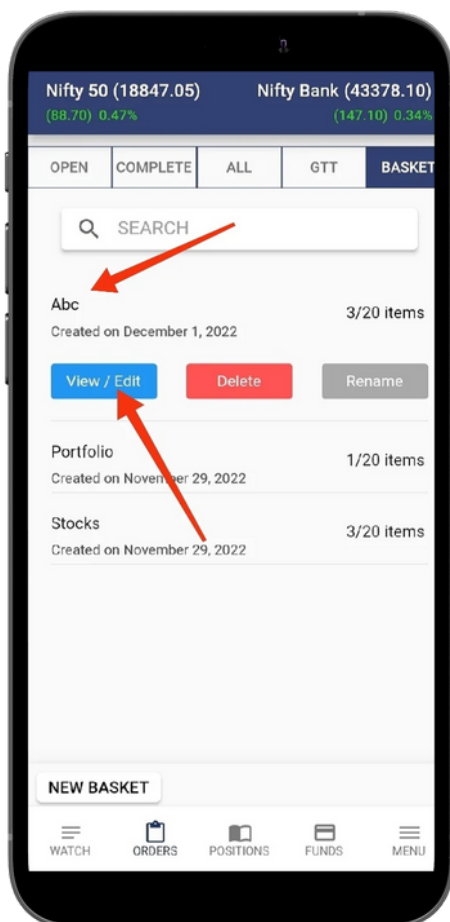 Nifty 50 (18847.05) Nifty Bank (43378.10)
(88.70) 0.47% (147.10) 0.34%
OPEN COMPLETE ALL GTT BASKET
SEARCH
Abc 3/20 items
Created on December 1, 2022
View / Edit Delete Rename
Portfolio 1/20 items
Created on November 29, 2022
Stocks 3/20 items
Created on November 29, 2022
NEW BASKET
WATCH ORDERS POSITIONS FUNDS MENU